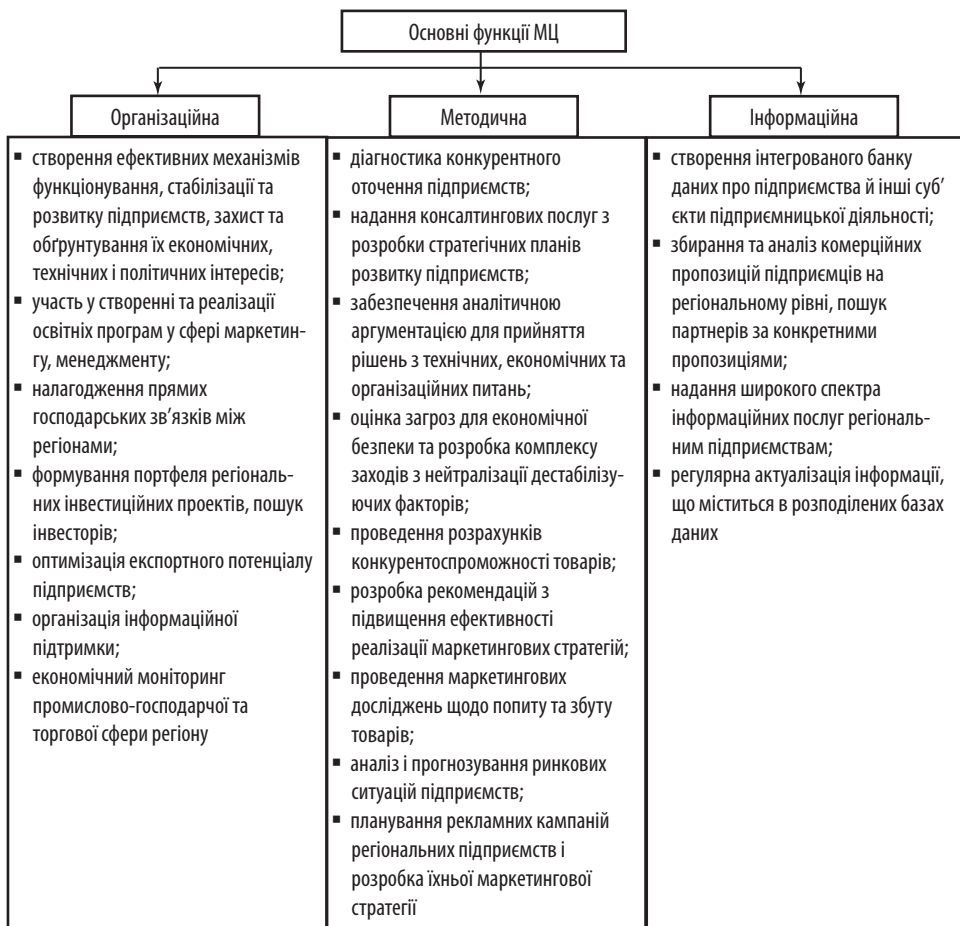 Основні функції МЦ
Організаційна
▪ створення ефективних механізмів
функціонування, стабілізації та
розвитку підприємств, захист та
обґрунтування їх економічних,
технічних і політичних інтересів;
▪ участь у створенні та реалізації
освітніх програм у сфері маркетин-
гу, менеджменту;
▪ налагодження прямих
господарських зв’язків між
регіонами;
▪ формування портфеля регіональ-
них інвестиційних проектів, пошук
інвесторів;
▪ оптимізація експортного потенціалу
підприємств;
▪ організація інформаційної
підтримки;
▪ економічний моніторинг
промислово-господарчої та
торгової сфери регіону
Методична
▪ діагностика конкурентного
оточення підприємств;
▪ надання консалтингових послуг з
розробки стратегічних планів
розвитку підприємств;
▪ забезпечення аналітичною
аргументацією для прийняття
рішень з технічних, економічних та
організаційних питань;
▪ оцінка загроз для економічної
безпеки та розробка комплексу
заходів з нейтралізації дестабілізу-
ючих факторів;
▪ проведення розрахунків
конкурентоспроможності товарів;
▪ розробка рекомендацій з
підвищення ефективності
реалізації маркетингових стратегій;
▪ проведення маркетингових
досліджень щодо попиту та збуту
товарів;
▪ аналіз і прогнозування ринкових
ситуацій підприємств;
▪ планування рекламних кампаній
регіональних підприємств і
розробка їхньої маркетингової
стратегії
Інформаційна
▪ створення інтегрованого банку
даних про підприємства й інші суб’
єкти підприємницької діяльності;
▪ збирання та аналіз комерційних
пропозицій підприємців на
регіональному рівні, пошук
партнерів за конкретними
пропозиціями;
▪ надання широкого спектра
інформаційних послуг регіональ-
ним підприємствам;
▪ регулярна актуалізація інформації,
що міститься в розподілених базах
даних